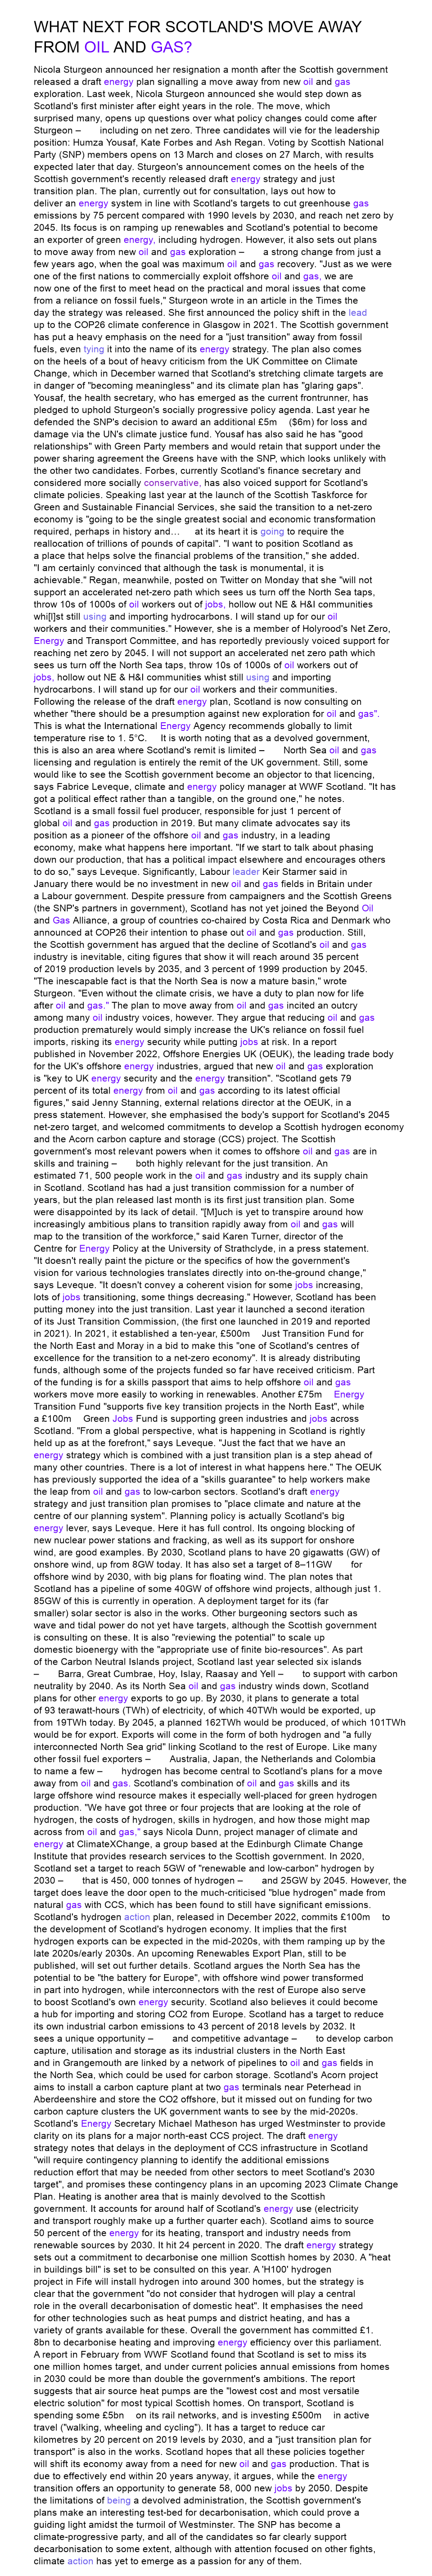 WHAT NEXT FOR SCOTLAND'S MOVE AWAY
FROM OIL AND GAS?
Nicola Sturgeon announced her resignation a month after the Scottish government
released a draft energy plan signalling a move away from new oil and gas
exploration. Last week, Nicola Sturgeon announced she would step down as
Scotland's first minister after eight years in the role. The move, which
surprised many, opens up questions over what policy changes could come after
Sturgeon – including on net zero. Three candidates will vie for the leadership
position: Humza Yousaf, Kate Forbes and Ash Regan. Voting by Scottish National
Party (SNP) members opens on 13 March and closes on 27 March, with results
expected later that day. Sturgeon's announcement comes on the heels of the
Scottish government's recently released draft energy strategy and just
transition plan. The plan, currently out for consultation, lays out how to
deliver an energy system in line with Scotland's targets to cut greenhouse gas
emissions by 75 percent compared with 1990 levels by 2030, and reach net zero by
2045. Its focus is on ramping up renewables and Scotland's potential to become
an exporter of green energy, including hydrogen. However, it also sets out plans
to move away from new oil and gas exploration – a strong change from just a
few years ago, when the goal was maximum oil and gas recovery. "Just as we were
one of the first nations to commercially exploit offshore oil and gas, we are
now one of the first to meet head on the practical and moral issues that come
from a reliance on fossil fuels," Sturgeon wrote in an article in the Times the
day the strategy was released. She first announced the policy shift in the lead
up to the COP26 climate conference in Glasgow in 2021. The Scottish government
has put a heavy emphasis on the need for a "just transition" away from fossil
fuels, even tying it into the name of its energy strategy. The plan also comes
on the heels of a bout of heavy criticism from the UK Committee on Climate
Change, which in December warned that Scotland's stretching climate targets are
in danger of "becoming meaningless" and its climate plan has "glaring gaps".
Yousaf, the health secretary, who has emerged as the current frontrunner, has
pledged to uphold Sturgeon's socially progressive policy agenda. Last year he
defended the SNP's decision to award an additional £5m ($6m) for loss and
damage via the UN's climate justice fund. Yousaf has also said he has "good
relationships" with Green Party members and would retain that support under the
power sharing agreement the Greens have with the SNP, which looks unlikely with
the other two candidates. Forbes, currently Scotland's finance secretary and
considered more socially conservative, has also voiced support for Scotland's
climate policies. Speaking last year at the launch of the Scottish Taskforce for
Green and Sustainable Financial Services, she said the transition to a net-zero
economy is "going to be the single greatest social and economic transformation
required, perhaps in history and… at its heart it is going to require the
reallocation of trillions of pounds of capital". "I want to position Scotland as
a place that helps solve the financial problems of the transition," she added.
"I am certainly convinced that although the task is monumental, it is
achievable." Regan, meanwhile, posted on Twitter on Monday that she "will not
support an accelerated net-zero path which sees us turn off the North Sea taps,
throw 10s of 1000s of oil workers out of jobs, hollow out NE & H&I communities
whi[l]st still using and importing hydrocarbons. I will stand up for our oil
workers and their communities." However, she is a member of Holyrood's Net Zero,
Energy and Transport Committee, and has reportedly previously voiced support for
reaching net zero by 2045. I will not support an accelerated net zero path which
sees us turn off the North Sea taps, throw 10s of 1000s of oil workers out of
jobs, hollow out NE & H&I communities whist still using and importing
hydrocarbons. I will stand up for our oil workers and their communities.
Following the release of the draft energy plan, Scotland is now consulting on
whether "there should be a presumption against new exploration for oil and gas".
This is what the International Energy Agency recommends globally to limit
temperature rise to 1. 5°C. It is worth noting that as a devolved government,
this is also an area where Scotland's remit is limited – North Sea oil and gas
licensing and regulation is entirely the remit of the UK government. Still, some
would like to see the Scottish government become an objector to that licencing,
says Fabrice Leveque, climate and energy policy manager at WWF Scotland. "It has
got a political effect rather than a tangible, on the ground one," he notes.
Scotland is a small fossil fuel producer, responsible for just 1 percent of
global oil and gas production in 2019. But many climate advocates say its
position as a pioneer of the offshore oil and gas industry, in a leading
economy, make what happens here important. "If we start to talk about phasing
down our production, that has a political impact elsewhere and encourages others
to do so," says Leveque. Significantly, Labour leader Keir Starmer said in
January there would be no investment in new oil and gas fields in Britain under
a Labour government. Despite pressure from campaigners and the Scottish Greens
(the SNP's partners in government), Scotland has not yet joined the Beyond Oil
and Gas Alliance, a group of countries co-chaired by Costa Rica and Denmark who
announced at COP26 their intention to phase out oil and gas production. Still,
the Scottish government has argued that the decline of Scotland's oil and gas
industry is inevitable, citing figures that show it will reach around 35 percent
of 2019 production levels by 2035, and 3 percent of 1999 production by 2045.
"The inescapable fact is that the North Sea is now a mature basin," wrote
Sturgeon. "Even without the climate crisis, we have a duty to plan now for life
after oil and gas." The plan to move away from oil and gas incited an outcry
among many oil industry voices, however. They argue that reducing oil and gas
production prematurely would simply increase the UK's reliance on fossil fuel
imports, risking its energy security while putting jobs at risk. In a report
published in November 2022, Offshore Energies UK (OEUK), the leading trade body
for the UK's offshore energy industries, argued that new oil and gas exploration
is "key to UK energy security and the energy transition". "Scotland gets 79
percent of its total energy from oil and gas according to its latest official
figures," said Jenny Stanning, external relations director at the OEUK, in a
press statement. However, she emphasised the body's support for Scotland's 2045
net-zero target, and welcomed commitments to develop a Scottish hydrogen economy
and the Acorn carbon capture and storage (CCS) project. The Scottish
government's most relevant powers when it comes to offshore oil and gas are in
skills and training – both highly relevant for the just transition. An
estimated 71, 500 people work in the oil and gas industry and its supply chain
in Scotland. Scotland has had a just transition commission for a number of
years, but the plan released last month is its first just transition plan. Some
were disappointed by its lack of detail. "[M]uch is yet to transpire around how
increasingly ambitious plans to transition rapidly away from oil and gas will
map to the transition of the workforce," said Karen Turner, director of the
Centre for Energy Policy at the University of Strathclyde, in a press statement.
"It doesn't really paint the picture or the specifics of how the government's
vision for various technologies translates directly into on-the-ground change,"
says Leveque. "It doesn't convey a coherent vision for some jobs increasing,
lots of jobs transitioning, some things decreasing." However, Scotland has been
putting money into the just transition. Last year it launched a second iteration
of its Just Transition Commission, (the first one launched in 2019 and reported
in 2021). In 2021, it established a ten-year, £500m Just Transition Fund for
the North East and Moray in a bid to make this "one of Scotland's centres of
excellence for the transition to a net-zero economy". It is already distributing
funds, although some of the projects funded so far have received criticism. Part
of the funding is for a skills passport that aims to help offshore oil and gas
workers move more easily to working in renewables. Another £75m Energy
Transition Fund "supports five key transition projects in the North East", while
a £100m Green Jobs Fund is supporting green industries and jobs across
Scotland. "From a global perspective, what is happening in Scotland is rightly
held up as at the forefront," says Leveque. "Just the fact that we have an
energy strategy which is combined with a just transition plan is a step ahead of
many other countries. There is a lot of interest in what happens here." The OEUK
has previously supported the idea of a "skills guarantee" to help workers make
the leap from oil and gas to low-carbon sectors. Scotland's draft energy
strategy and just transition plan promises to "place climate and nature at the
centre of our planning system". Planning policy is actually Scotland's big
energy lever, says Leveque. Here it has full control. Its ongoing blocking of
new nuclear power stations and fracking, as well as its support for onshore
wind, are good examples. By 2030, Scotland plans to have 20 gigawatts (GW) of
onshore wind, up from 8GW today. It has also set a target of 8–11GW for
offshore wind by 2030, with big plans for floating wind. The plan notes that
Scotland has a pipeline of some 40GW of offshore wind projects, although just 1.
85GW of this is currently in operation. A deployment target for its (far
smaller) solar sector is also in the works. Other burgeoning sectors such as
wave and tidal power do not yet have targets, although the Scottish government
is consulting on these. It is also "reviewing the potential" to scale up
domestic bioenergy with the "appropriate use of finite bio-resources". As part
of the Carbon Neutral Islands project, Scotland last year selected six islands
– Barra, Great Cumbrae, Hoy, Islay, Raasay and Yell – to support with carbon
neutrality by 2040. As its North Sea oil and gas industry winds down, Scotland
plans for other energy exports to go up. By 2030, it plans to generate a total
of 93 terawatt-hours (TWh) of electricity, of which 40TWh would be exported, up
from 19TWh today. By 2045, a planned 162TWh would be produced, of which 101TWh
would be for export. Exports will come in the form of both hydrogen and "a fully
interconnected North Sea grid" linking Scotland to the rest of Europe. Like many
other fossil fuel exporters – Australia, Japan, the Netherlands and Colombia
to name a few – hydrogen has become central to Scotland's plans for a move
away from oil and gas. Scotland's combination of oil and gas skills and its
large offshore wind resource makes it especially well-placed for green hydrogen
production. "We have got three or four projects that are looking at the role of
hydrogen, the costs of hydrogen, skills in hydrogen, and how those might map
across from oil and gas," says Nicola Dunn, project manager of climate and
energy at ClimateXChange, a group based at the Edinburgh Climate Change
Institute that provides research services to the Scottish government. In 2020,
Scotland set a target to reach 5GW of "renewable and low-carbon" hydrogen by
2030 – that is 450, 000 tonnes of hydrogen – and 25GW by 2045. However, the
target does leave the door open to the much-criticised "blue hydrogen" made from
natural gas with CCS, which has been found to still have significant emissions.
Scotland's hydrogen action plan, released in December 2022, commits £100m to
the development of Scotland's hydrogen economy. It implies that the first
hydrogen exports can be expected in the mid-2020s, with them ramping up by the
late 2020s/early 2030s. An upcoming Renewables Export Plan, still to be
published, will set out further details. Scotland argues the North Sea has the
potential to be "the battery for Europe", with offshore wind power transformed
in part into hydrogen, while interconnectors with the rest of Europe also serve
to boost Scotland's own energy security. Scotland also believes it could become
a hub for importing and storing CO2 from Europe. Scotland has a target to reduce
its own industrial carbon emissions to 43 percent of 2018 levels by 2032. It
sees a unique opportunity – and competitive advantage – to develop carbon
capture, utilisation and storage as its industrial clusters in the North East
and in Grangemouth are linked by a network of pipelines to oil and gas fields in
the North Sea, which could be used for carbon storage. Scotland's Acorn project
aims to install a carbon capture plant at two gas terminals near Peterhead in
Aberdeenshire and store the CO2 offshore, but it missed out on funding for two
carbon capture clusters the UK government wants to see by the mid-2020s.
Scotland's Energy Secretary Michael Matheson has urged Westminster to provide
clarity on its plans for a major north-east CCS project. The draft energy
strategy notes that delays in the deployment of CCS infrastructure in Scotland
"will require contingency planning to identify the additional emissions
reduction effort that may be needed from other sectors to meet Scotland's 2030
target", and promises these contingency plans in an upcoming 2023 Climate Change
Plan. Heating is another area that is mainly devolved to the Scottish
government. It accounts for around half of Scotland's energy use (electricity
and transport roughly make up a further quarter each). Scotland aims to source
50 percent of the energy for its heating, transport and industry needs from
renewable sources by 2030. It hit 24 percent in 2020. The draft energy strategy
sets out a commitment to decarbonise one million Scottish homes by 2030. A "heat
in buildings bill" is set to be consulted on this year. A 'H100' hydrogen
project in Fife will install hydrogen into around 300 homes, but the strategy is
clear that the government "do not consider that hydrogen will play a central
role in the overall decarbonisation of domestic heat". It emphasises the need
for other technologies such as heat pumps and district heating, and has a
variety of grants available for these. Overall the government has committed £1.
8bn to decarbonise heating and improving energy efficiency over this parliament.
A report in February from WWF Scotland found that Scotland is set to miss its
one million homes target, and under current policies annual emissions from homes
in 2030 could be more than double the government's ambitions. The report
suggests that air source heat pumps are the "lowest cost and most versatile
electric solution" for most typical Scottish homes. On transport, Scotland is
spending some £5bn on its rail networks, and is investing £500m in active
travel ("walking, wheeling and cycling"). It has a target to reduce car
kilometres by 20 percent on 2019 levels by 2030, and a "just transition plan for
transport" is also in the works. Scotland hopes that all these policies together
will shift its economy away from a need for new oil and gas production. That is
due to effectively end within 20 years anyway, it argues, while the energy
transition offers an opportunity to generate 58, 000 new jobs by 2050. Despite
the limitations of being a devolved administration, the Scottish government's
plans make an interesting test-bed for decarbonisation, which could prove a
guiding light amidst the turmoil of Westminster. The SNP has become a
climate-progressive party, and all of the candidates so far clearly support
decarbonisation to some extent, although with attention focused on other fights,
climate action has yet to emerge as a passion for any of them.